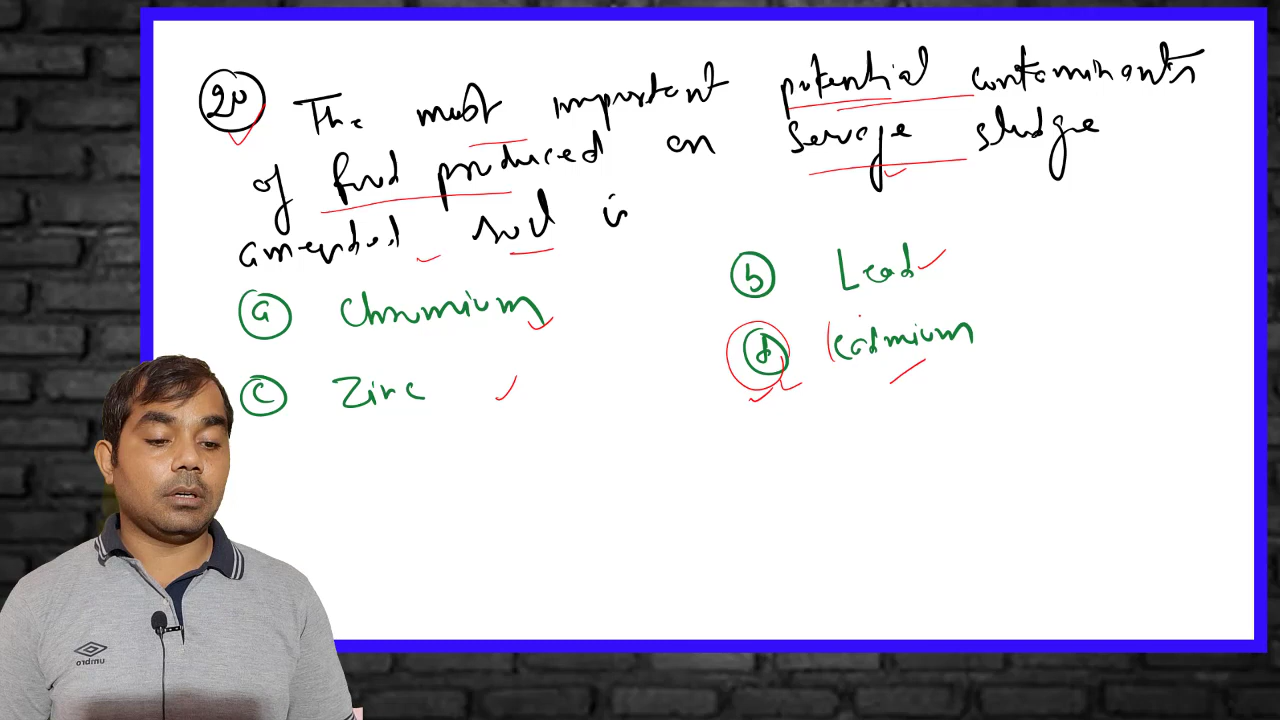 20 The most important potential contaminants
of food produced on sewage sludge
amended soil is
a Chromium
b Lead
c Zinc
d Cadmium
umbro